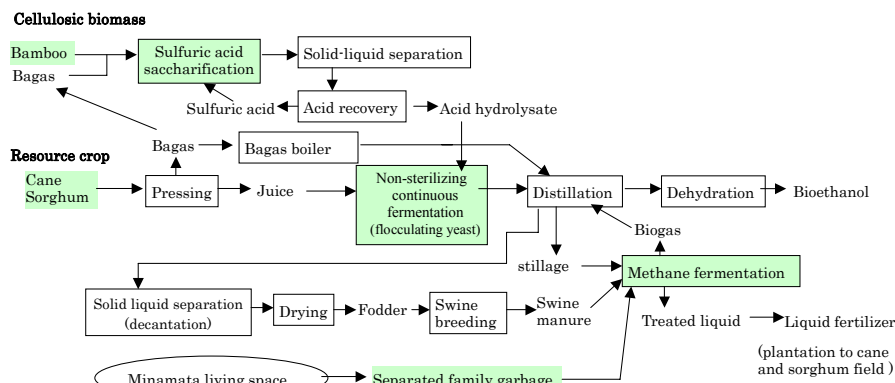 Cellulosic biomass
Bamboo
Bagas
Sulfuric acid
saccharification
Solid-liquid separation
Sulfuric acid
Acid recovery
Acid hydrolysate
Bagas
Bagas boiler
Resource crop
Cane
Sorghum
Pressing
Juice
Non-sterilizing
continuous
fermentation
(flocculating yeast)
Distillation
Dehydration
Bioethanol
Biogas
stillage
Methane fermentation
Solid liquid separation
(decantation)
Drying
Fodder
Swine
breeding
Swine
manure
Treated liquid
Liquid fertilizer
(plantation to cane
and sorghum field )
Minamata living space
Separated family garbage